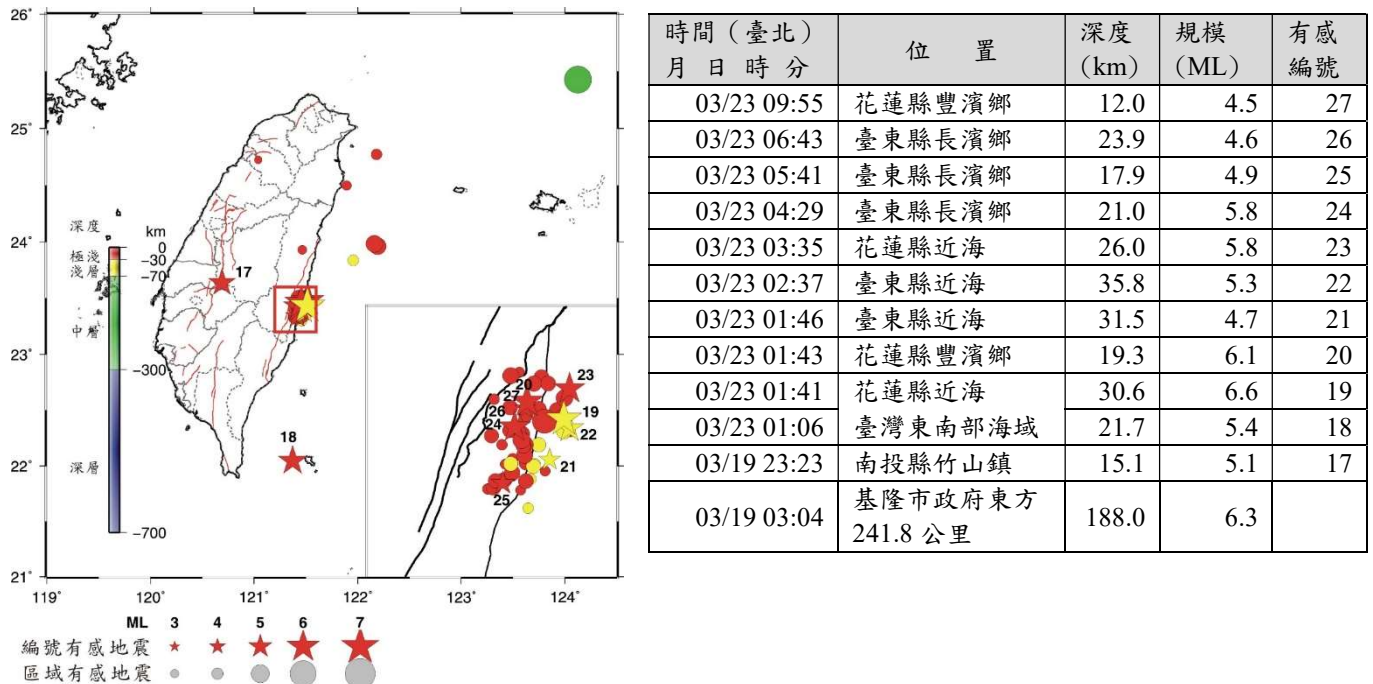 26°
25°
24°
23°
22°
21°
119°
120°
121°
122°
123°
124°
深度
km
極淺
0
淺層
−30
−70
中層
−300
深層
−700
17
18
20
23
27
26
19
24
22
21
25
ML 3 4 5 6 7
編號有感地震
區域有感地震
時間（臺北）
月 日 時 分
位 置
深度
(km)
規模
(ML)
有感
編號
03/23 09:55 花蓮縣豐濱鄉 12.0 4.5 27
03/23 06:43 臺東縣長濱鄉 23.9 4.6 26
03/23 05:41 臺東縣長濱鄉 17.9 4.9 25
03/23 04:29 臺東縣長濱鄉 21.0 5.8 24
03/23 03:35 花蓮縣近海 26.0 5.8 23
03/23 02:37 臺東縣近海 35.8 5.3 22
03/23 01:46 臺東縣近海 31.5 4.7 21
03/23 01:43 花蓮縣豐濱鄉 19.3 6.1 20
03/23 01:41 花蓮縣近海 30.6 6.6 19
03/23 01:06 臺灣東南部海域 21.7 5.4 18
03/19 23:23 南投縣竹山鎮 15.1 5.1 17
03/19 03:04 基隆市政府東方
241.8 公里 188.0 6.3